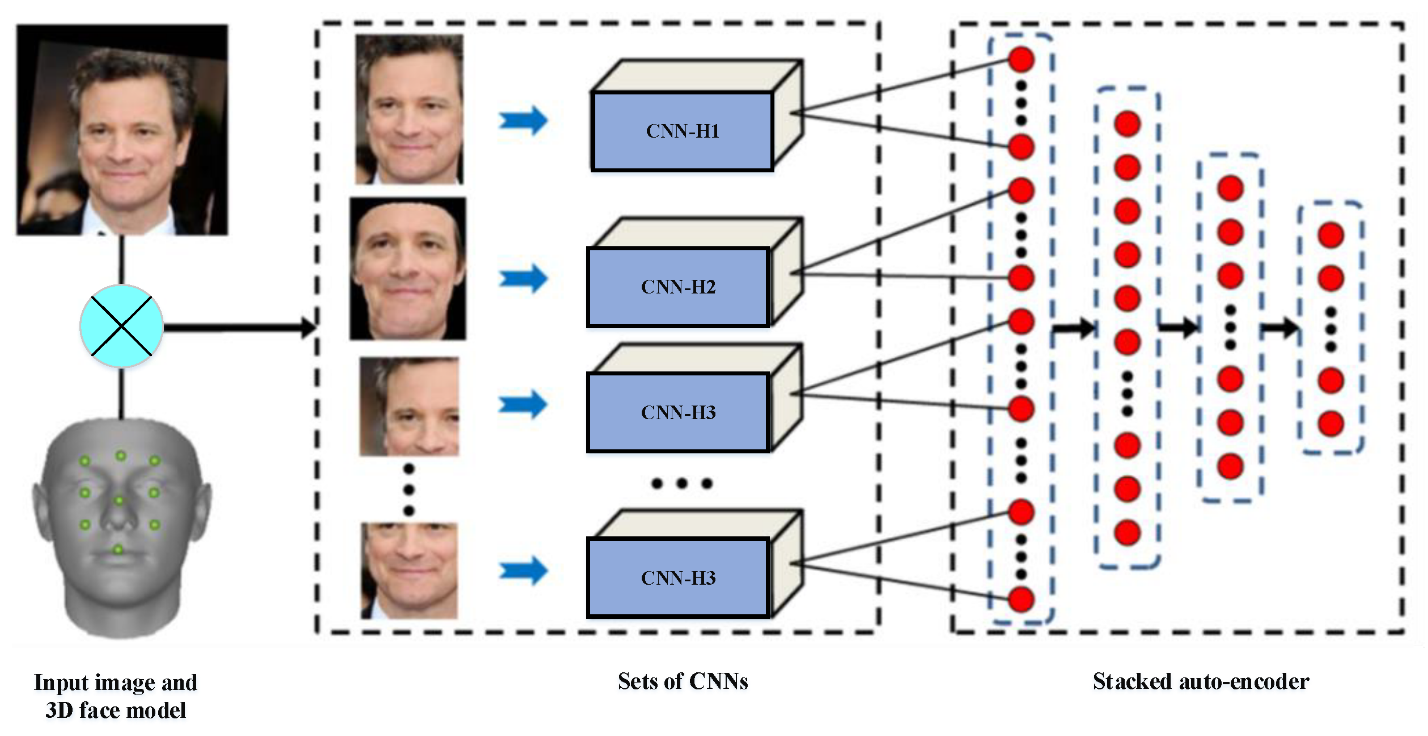 CNN-H1
CNN-H2
CNN-H3
CNN-H3
Input image and
3D face model
Sets of CNNs
Stacked auto-encoder